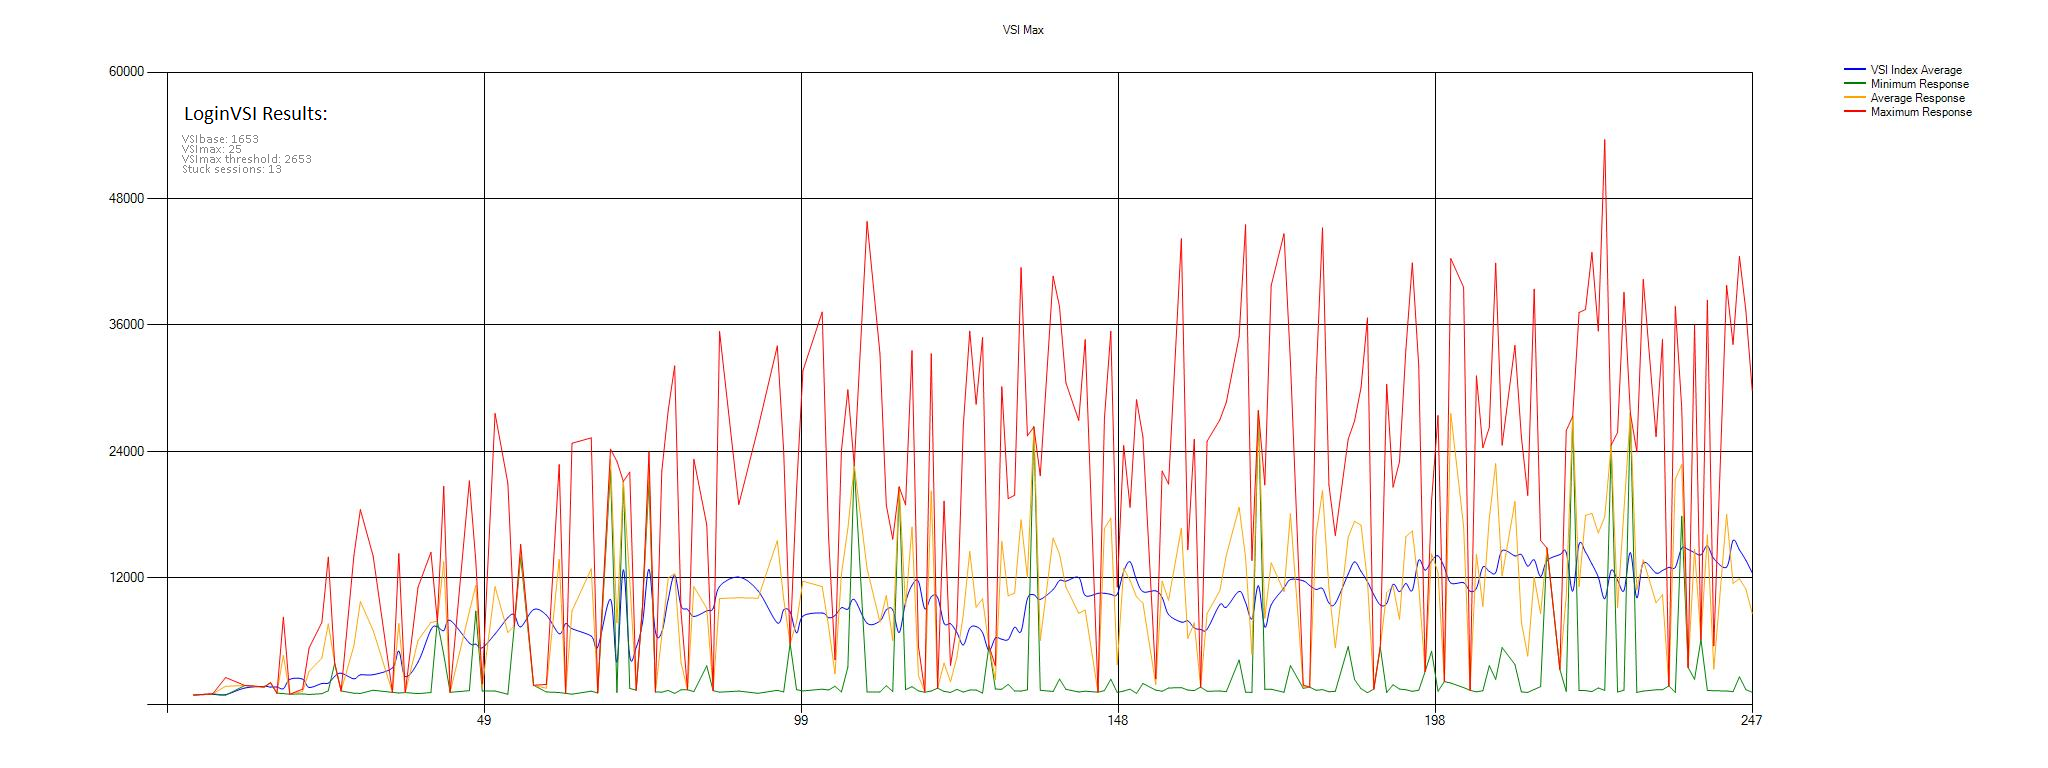 VSI Max
60000
48000
36000
24000
12000
LoginVSI Results:
VSIbase: 1653
VSImax: 25
VSImax threshold: 2653
Stuck sessions: 13
VSI Index Average
Minimum Response
Average Response
Maximum Response
49
99
148
198
247